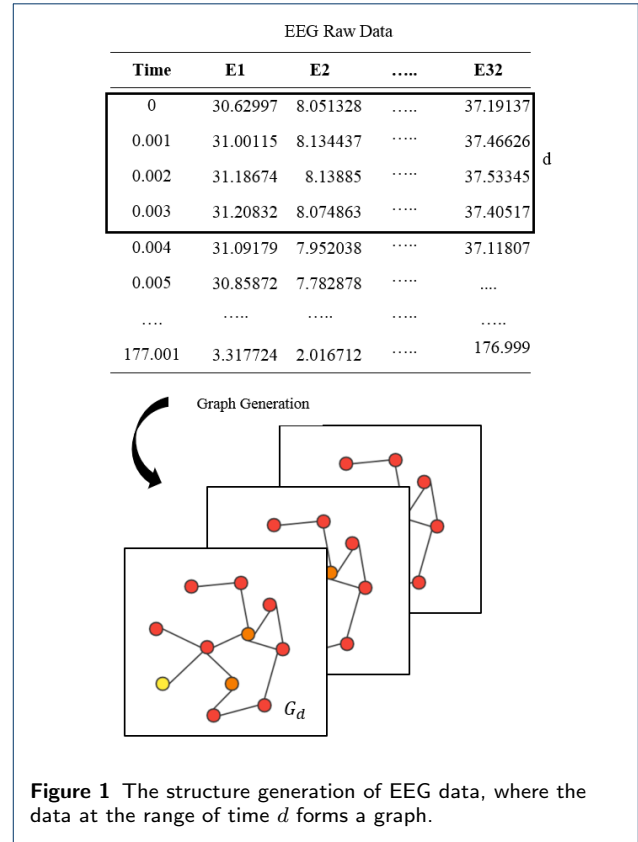 EEG Raw Data
Time E1 E2 ..... E32
0 30.62997 8.051328 ..... 37.19137
0.001 31.00115 8.134437 ..... 37.46626
d
0.002 31.18674 8.13885 ..... 37.53345
0.003 31.20832 8.074863 ..... 37.40517
0.004 31.09179 7.952038 ..... 37.11807
0.005 30.85872 7.782878 ..... ....
.... ..... ..... ..... .....
177.001 3.317724 2.016712 ..... 176.999
Graph Generation
G_d
Figure 1 The structure generation of EEG data, where the
data at the range of time d forms a graph.